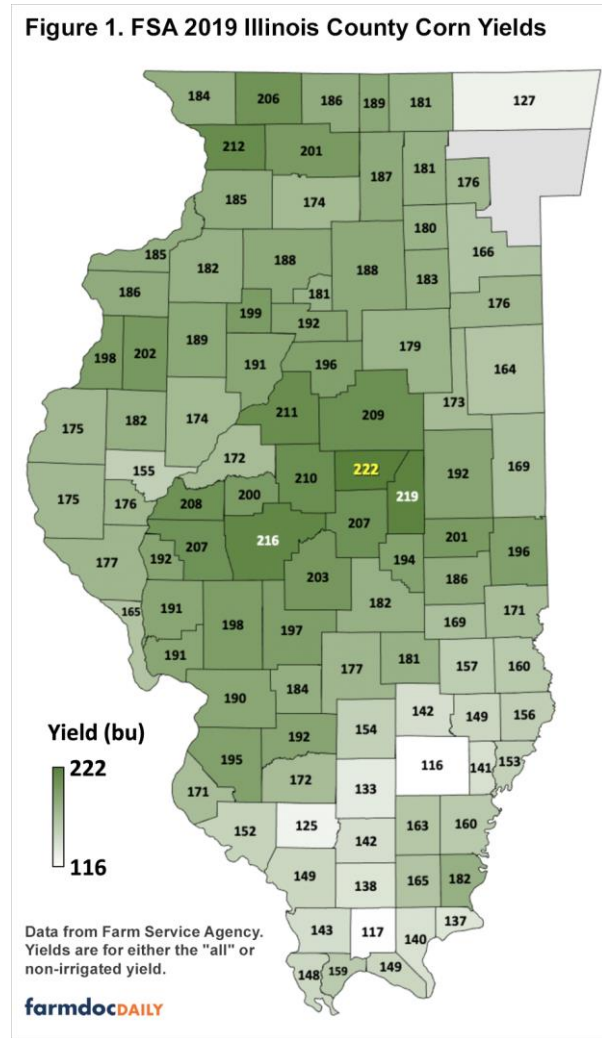 Figure 1. FSA 2019 Illinois County Corn Yields
184 206 186 189 181 127
212 201 187 181 176
185 174 180 166
185 182 188 188 183
186 199 181 192 176
198 202 189 191 196 179 164
175 182 174 211 209 173
155 172 210 222 192 169
175 176 208 200 219
177 192 207 216 207 194 201 196
165 191 198 203 182 186 171
191 197 169
190 184 177 181 157 160
192 154 142 149 156
195 116 141 153
171 172 133
152 125 142 163 160
149 138 165 182
143 117 140 137
148 159 149
Yield (bu)
222
116
Data from Farm Service Agency.
Yields are for either the "all" or
non-irrigated yield.
farmdocDAILY